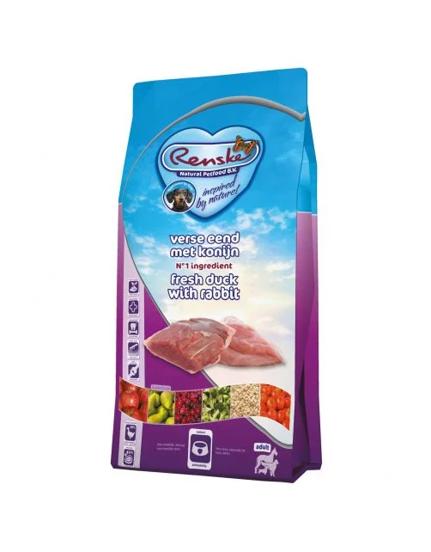 Renske
Natural Petfood B.V.
inspired
by nature!
verse eend
met konijn
N°1 ingredient
fresh duck
with rabbit
adult